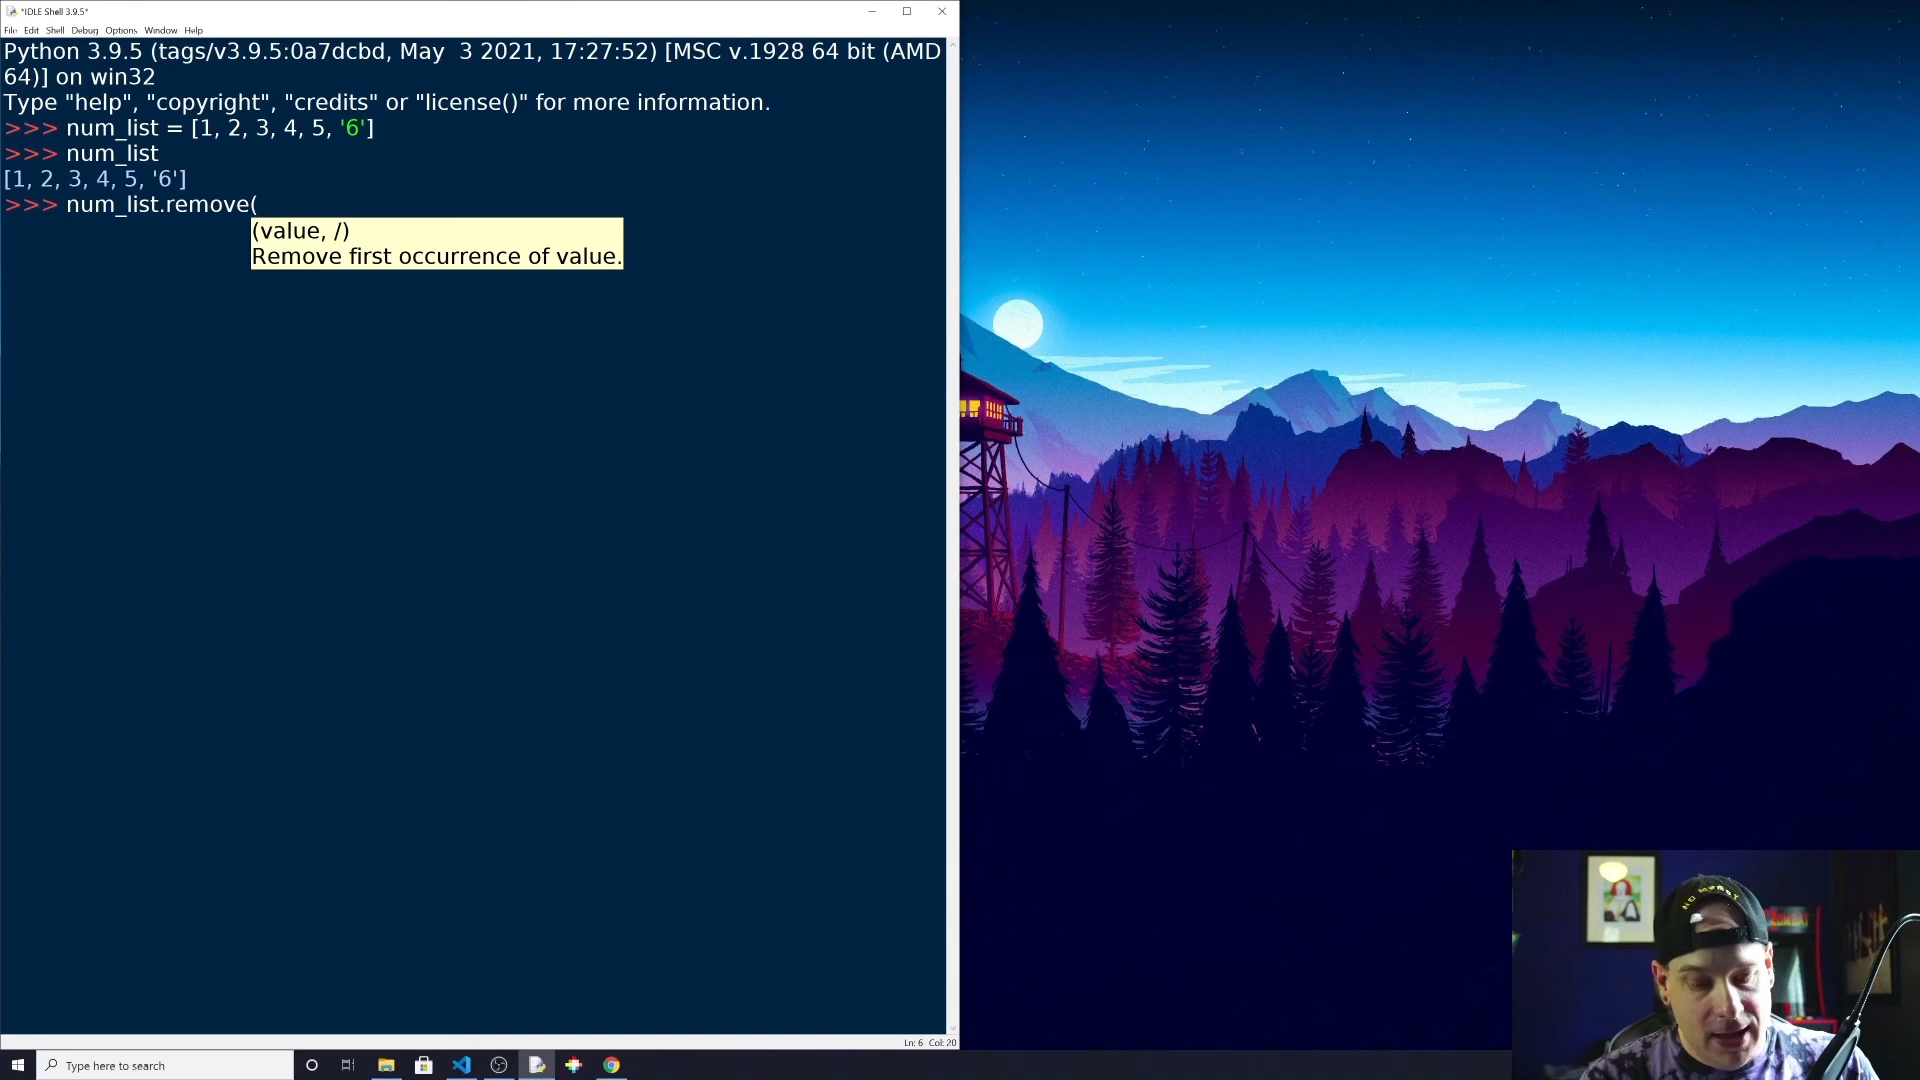 *IDLE Shell 3.9.5*
File Edit Shell Debug Options Window Help
Python 3.9.5 (tags/v3.9.5:0a7dcbd, May  3 2021, 17:27:52) [MSC v.1928 64 bit (AMD
64)] on win32
Type "help", "copyright", "credits" or "license()" for more information.
>>> num_list = [1, 2, 3, 4, 5, '6']
>>> num_list
[1, 2, 3, 4, 5, '6']
>>> num_list.remove(
(value, /)
Remove first occurrence of value.
Ln: 6 Col: 20
Type here to search
KOMBAT